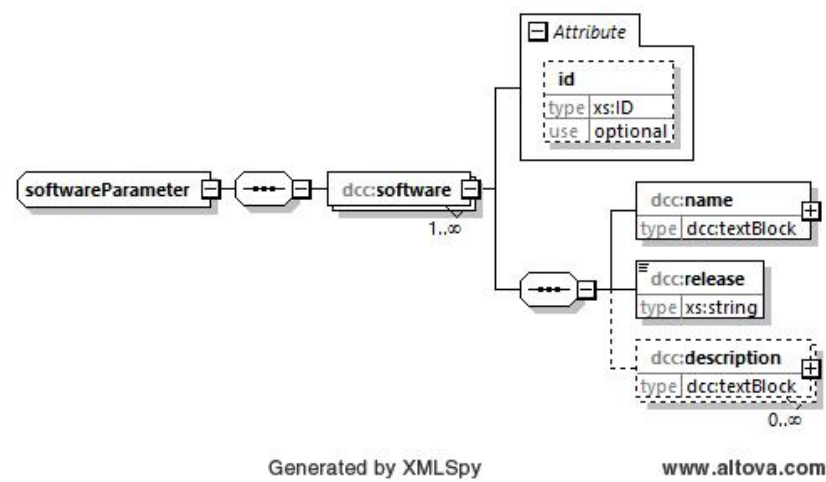 Attribute
id
type xs:ID
use optional
softwareParameter
dcc:software
1..∞
dcc:name
type dcc:textBlock
dcc:release
type xs:string
dcc:description
type dcc:textBlock
0..∞
Generated by XMLSpy
www.altova.com